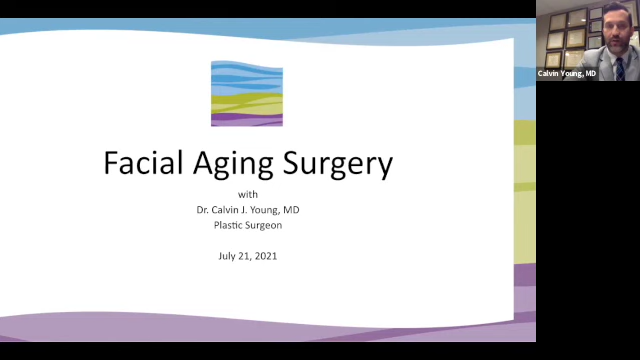 Facial Aging Surgery
with
Dr. Calvin J. Young, MD
Plastic Surgeon
July 21, 2021
Calvin Young, MD